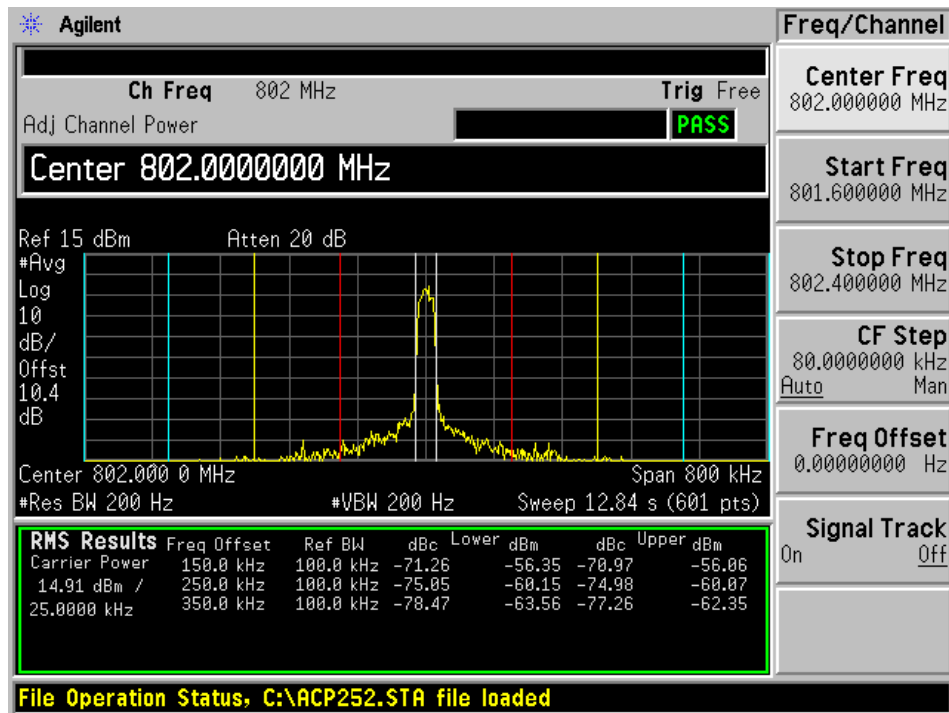 Agilent
Freq/Channel
Ch Freq 802 MHz Trig Free
Adj Channel Power PASS
Center 802.0000000 MHz
Ref 15 dBm Atten 20 dB
#Avg
Log
10
dB/
Offst
10.4
dB
Center 802.000 0 MHz Span 800 kHz
#Res BW 200 Hz #VBW 200 Hz Sweep 12.84 s (601 pts)
RMS Results Freq Offset Ref BW dBc Lower dBm dBc Upper dBm
Carrier Power 150.0 kHz 100.0 kHz -71.26 -56.35 -70.97 -56.06
14.91 dBm / 250.0 kHz 100.0 kHz -75.05 -60.15 -74.98 -60.07
25.0000 kHz 350.0 kHz 100.0 kHz -78.47 -63.56 -77.26 -62.35
File Operation Status, C:\ACP252.STA file loaded
Center Freq
802.000000 MHz
Start Freq
801.600000 MHz
Stop Freq
802.400000 MHz
CF Step
80.0000000 kHz
Auto Man
Freq Offset
0.00000000 Hz
Signal Track
On Off